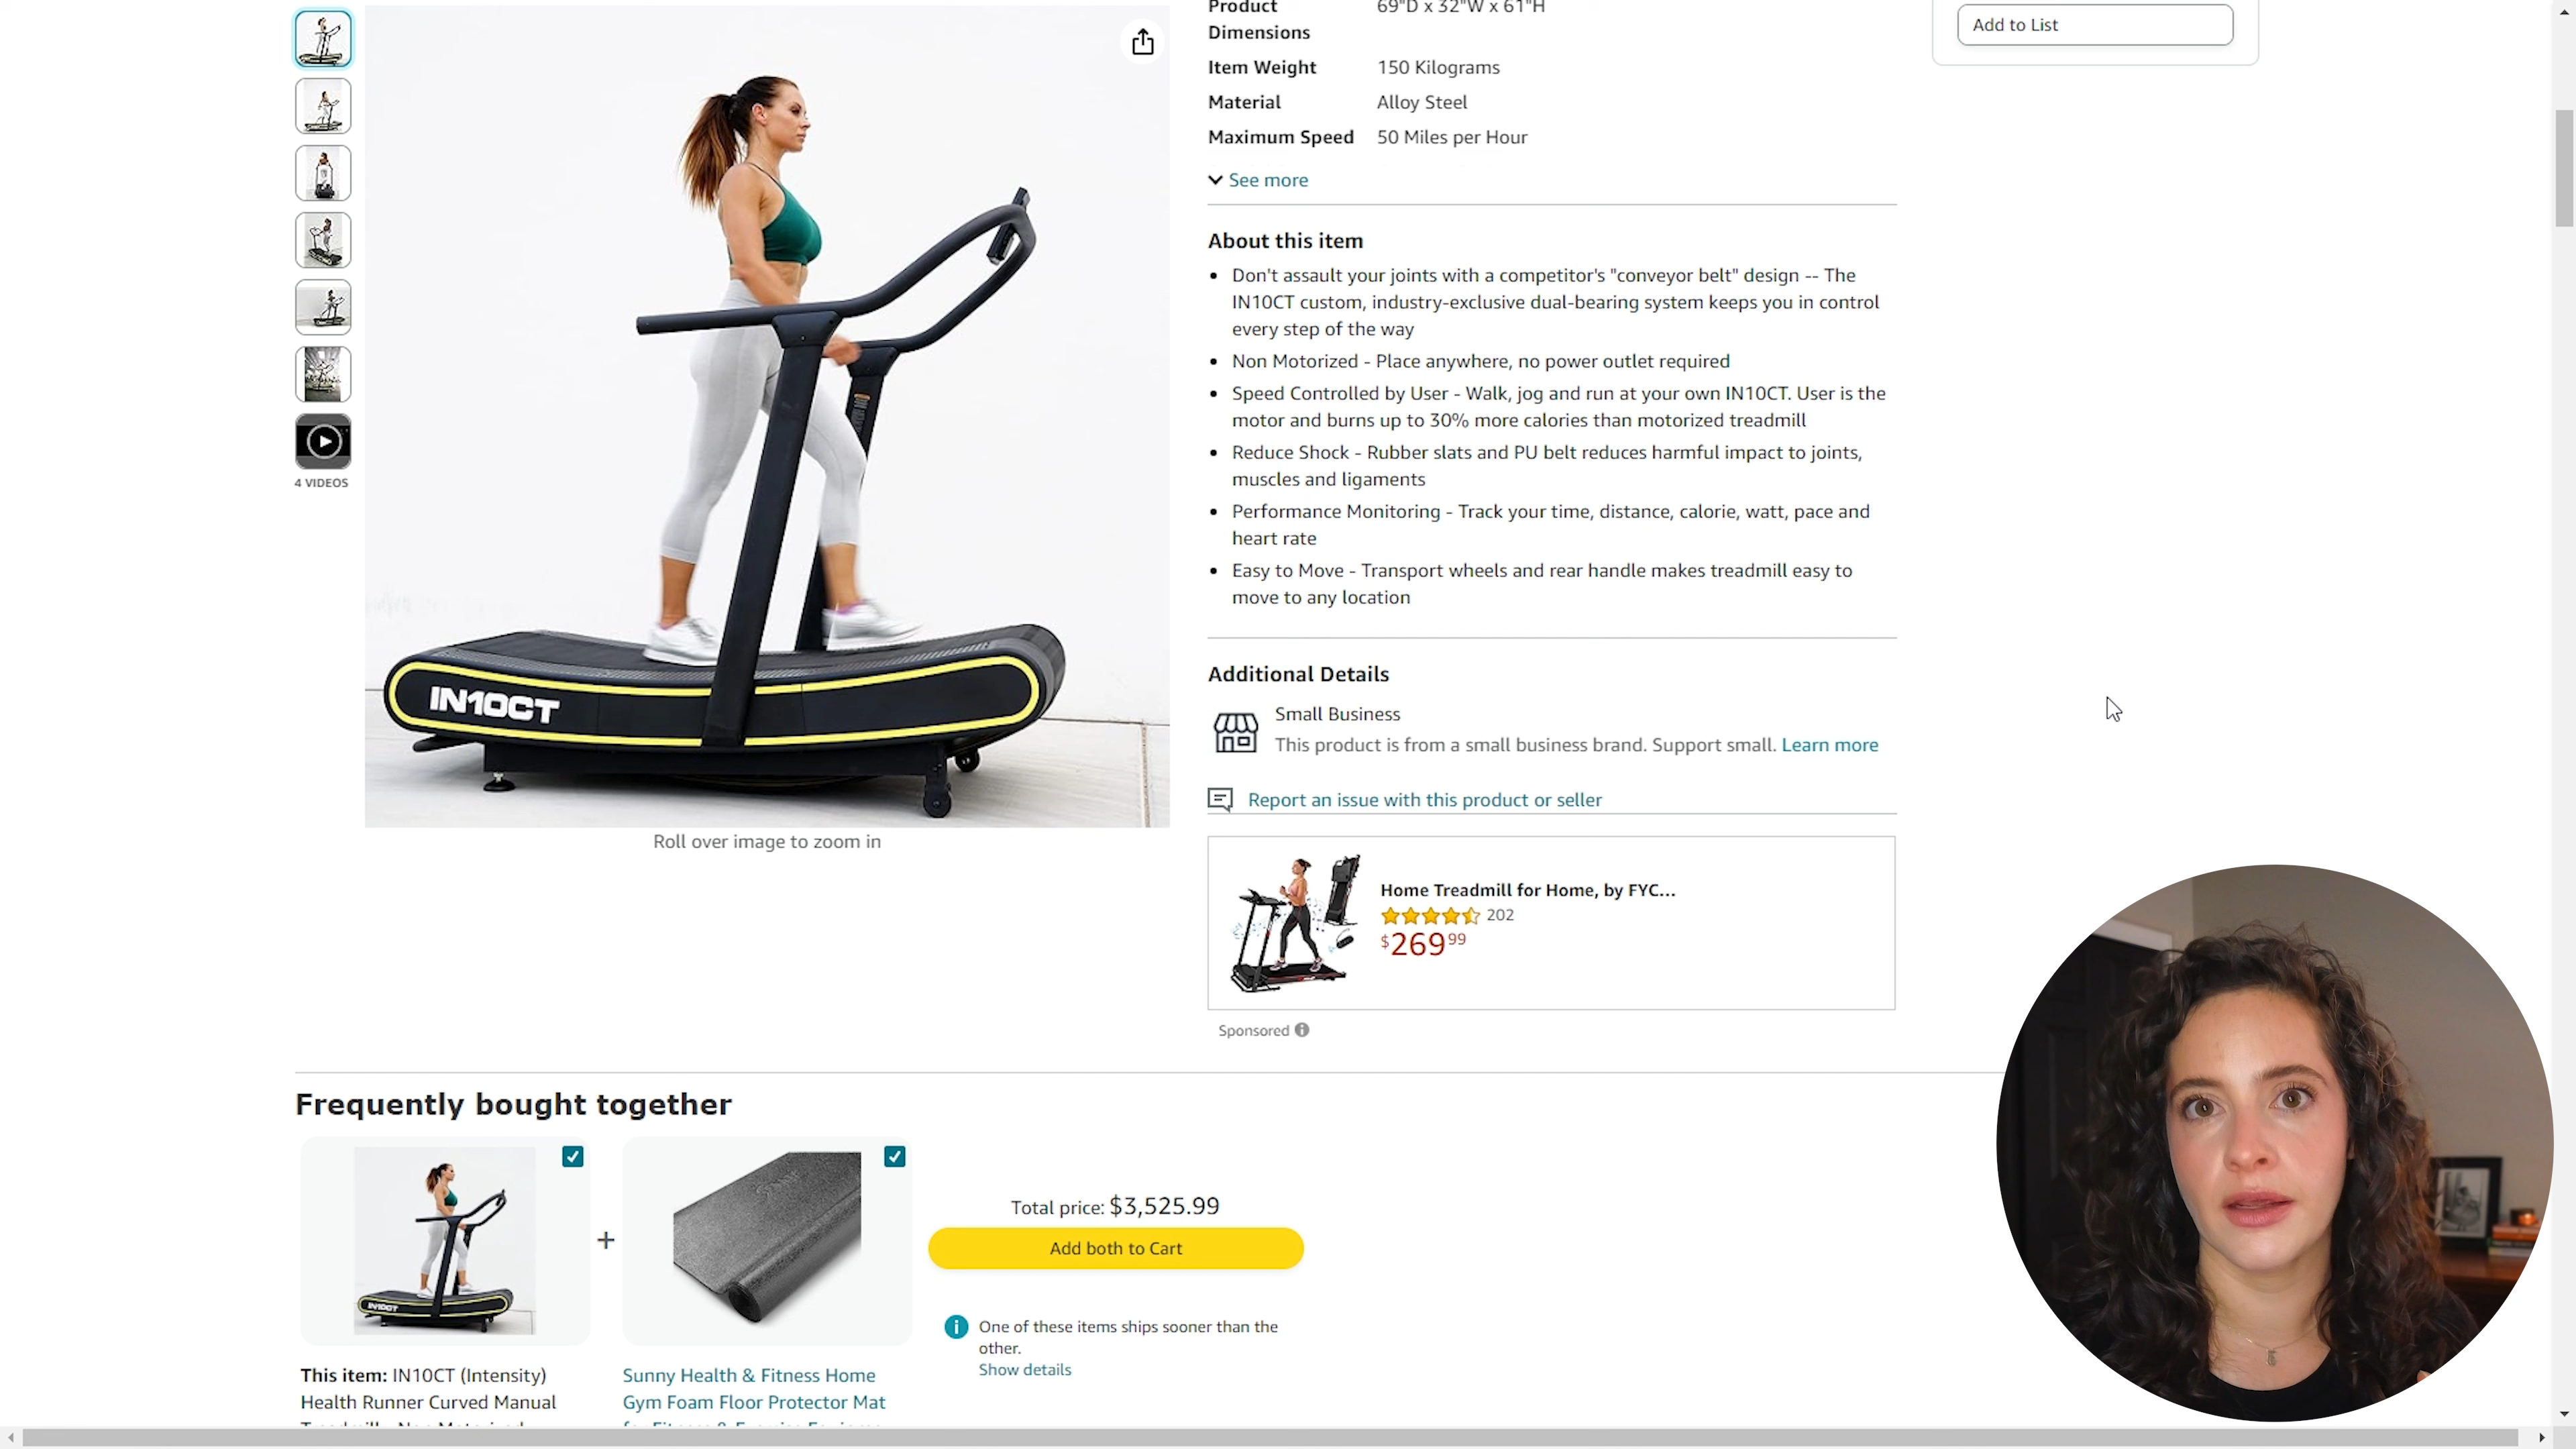 Product 69"D x 32"W x 61"H
Dimensions
Item Weight 150 Kilograms
Material Alloy Steel
Maximum Speed 50 Miles per Hour
See more
Add to List
4 VIDEOS
IN10CT
Roll over image to zoom in
About this item
Don't assault your joints with a competitor's "conveyor belt" design -- The
IN10CT custom, industry-exclusive dual-bearing system keeps you in control
every step of the way
Non Motorized - Place anywhere, no power outlet required
Speed Controlled by User - Walk, jog and run at your own IN10CT. User is the
motor and burns up to 30% more calories than motorized treadmill
Reduce Shock - Rubber slats and PU belt reduces harmful impact to joints,
muscles and ligaments
Performance Monitoring - Track your time, distance, calorie, watt, pace and
heart rate
Easy to Move - Transport wheels and rear handle makes treadmill easy to
move to any location
Additional Details
Small Business
This product is from a small business brand. Support small. Learn more
Report an issue with this product or seller
Home Treadmill for Home, by FYC...
202
$269.99
Sponsored
Frequently bought together
IN10CT
+
Total price: $3,525.99
Add both to Cart
One of these items ships sooner than the
other.
Show details
This item: IN10CT (Intensity)
Health Runner Curved Manual
Sunny Health & Fitness Home
Gym Foam Floor Protector Mat